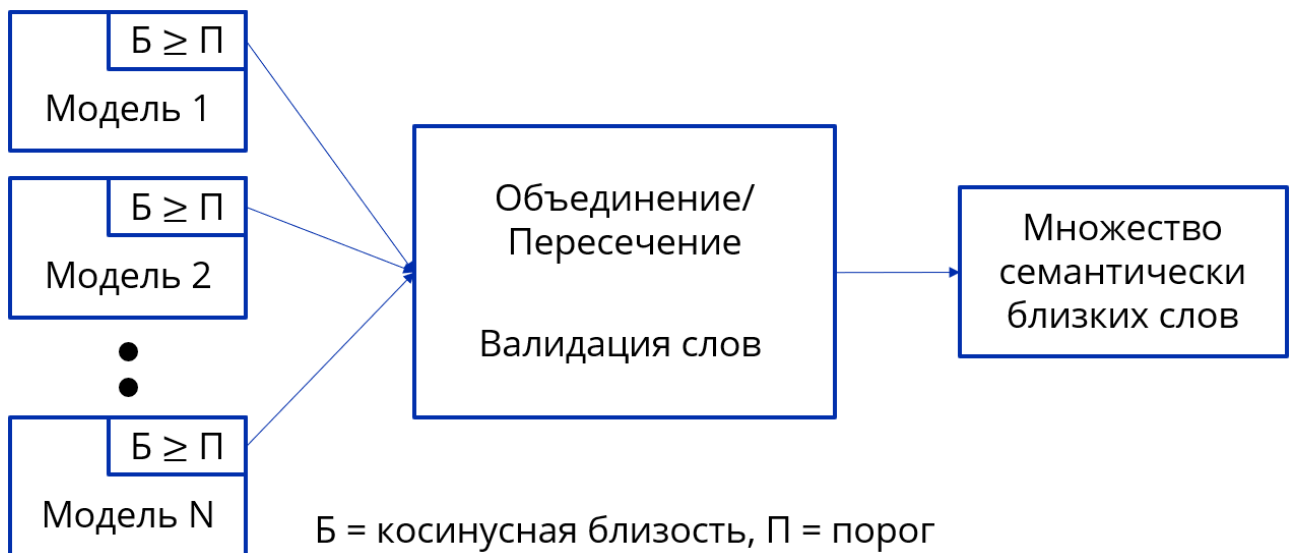 Б ≥ П
Модель 1
Б ≥ П
Модель 2
Б ≥ П
Модель N
Объединение/
Пересечение
Валидация слов
Множество
семантически
близких слов
Б = косинусная близость, П = порог